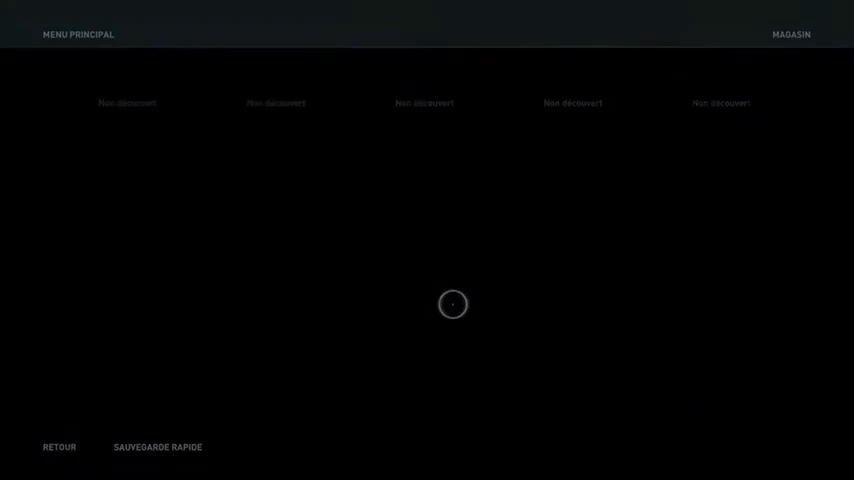 MENU PRINCIPAL
MAGASIN
Non découvert Non découvert Non découvert Non découvert Non découvert
RETOUR SAUVEGARDE RAPIDE